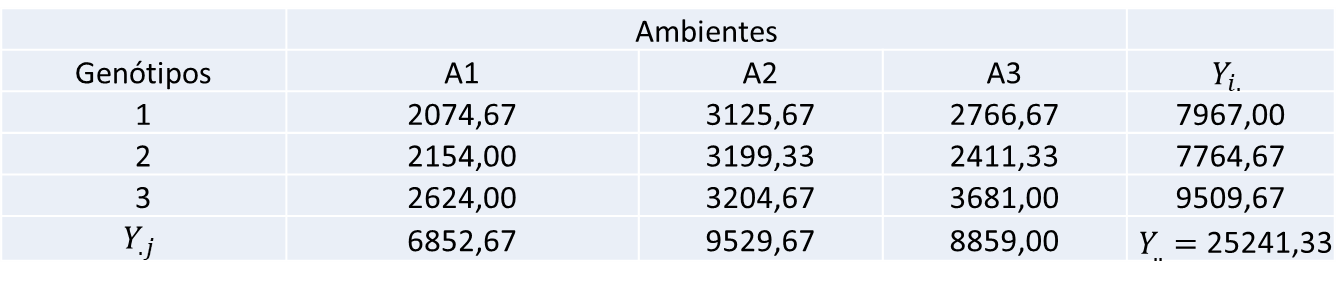 Ambientes
Genótipos A1 A2 A3 Yi.
1 2074,67 3125,67 2766,67 7967,00
2 2154,00 3199,33 2411,33 7764,67
3 2624,00 3204,67 3681,00 9509,67
Y.j 6852,67 9529,67 8859,00 Y.. = 25241,33